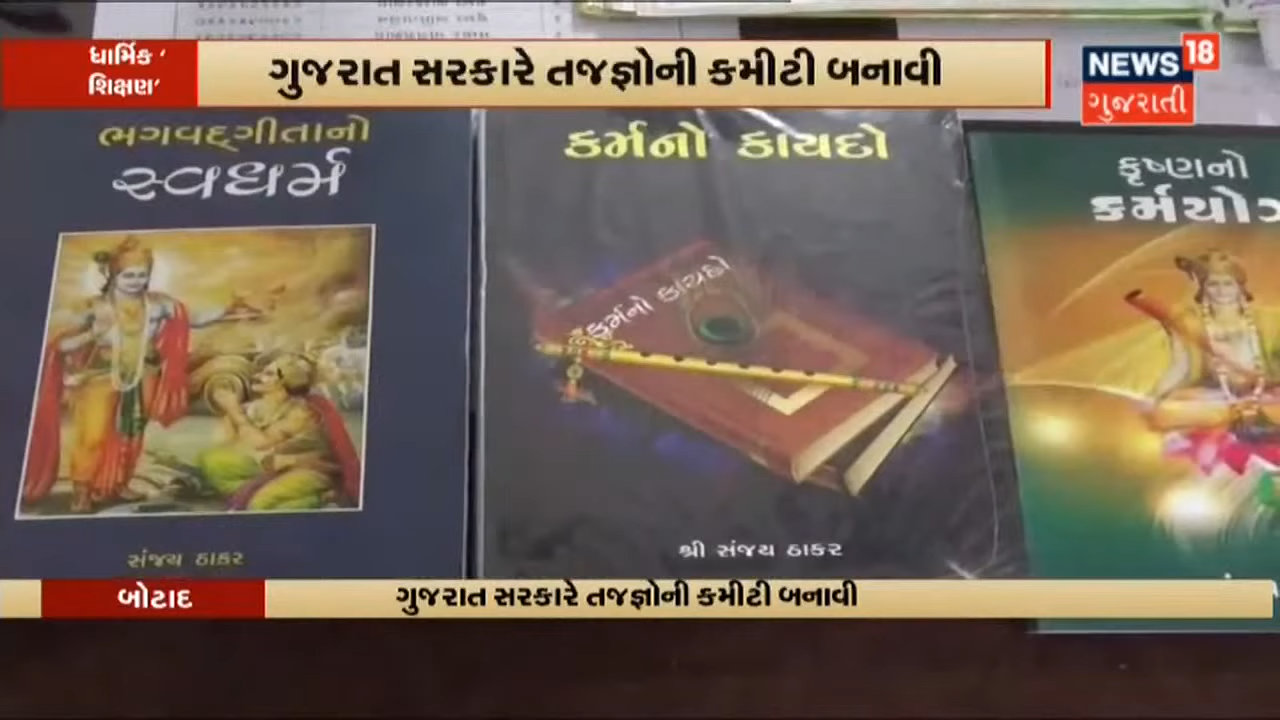 ધાર્મિક ‘
શિક્ષણ’
ગુજરાત સરકારે તજજ્ઞોની કમીટી બનાવી
NEWS 18
ગુજરાતી
ભગવદ્ગીતાનો
સ્વધર્મ
સંજય ઠાકર
કર્મનો કાયદો
કર્મનો કાયદો
શ્રી સંજય ઠાકર
કૃષ્ણનો
બોટાદ
ગુજરાત સરકારે તજજ્ઞોની કમીટી બનાવી